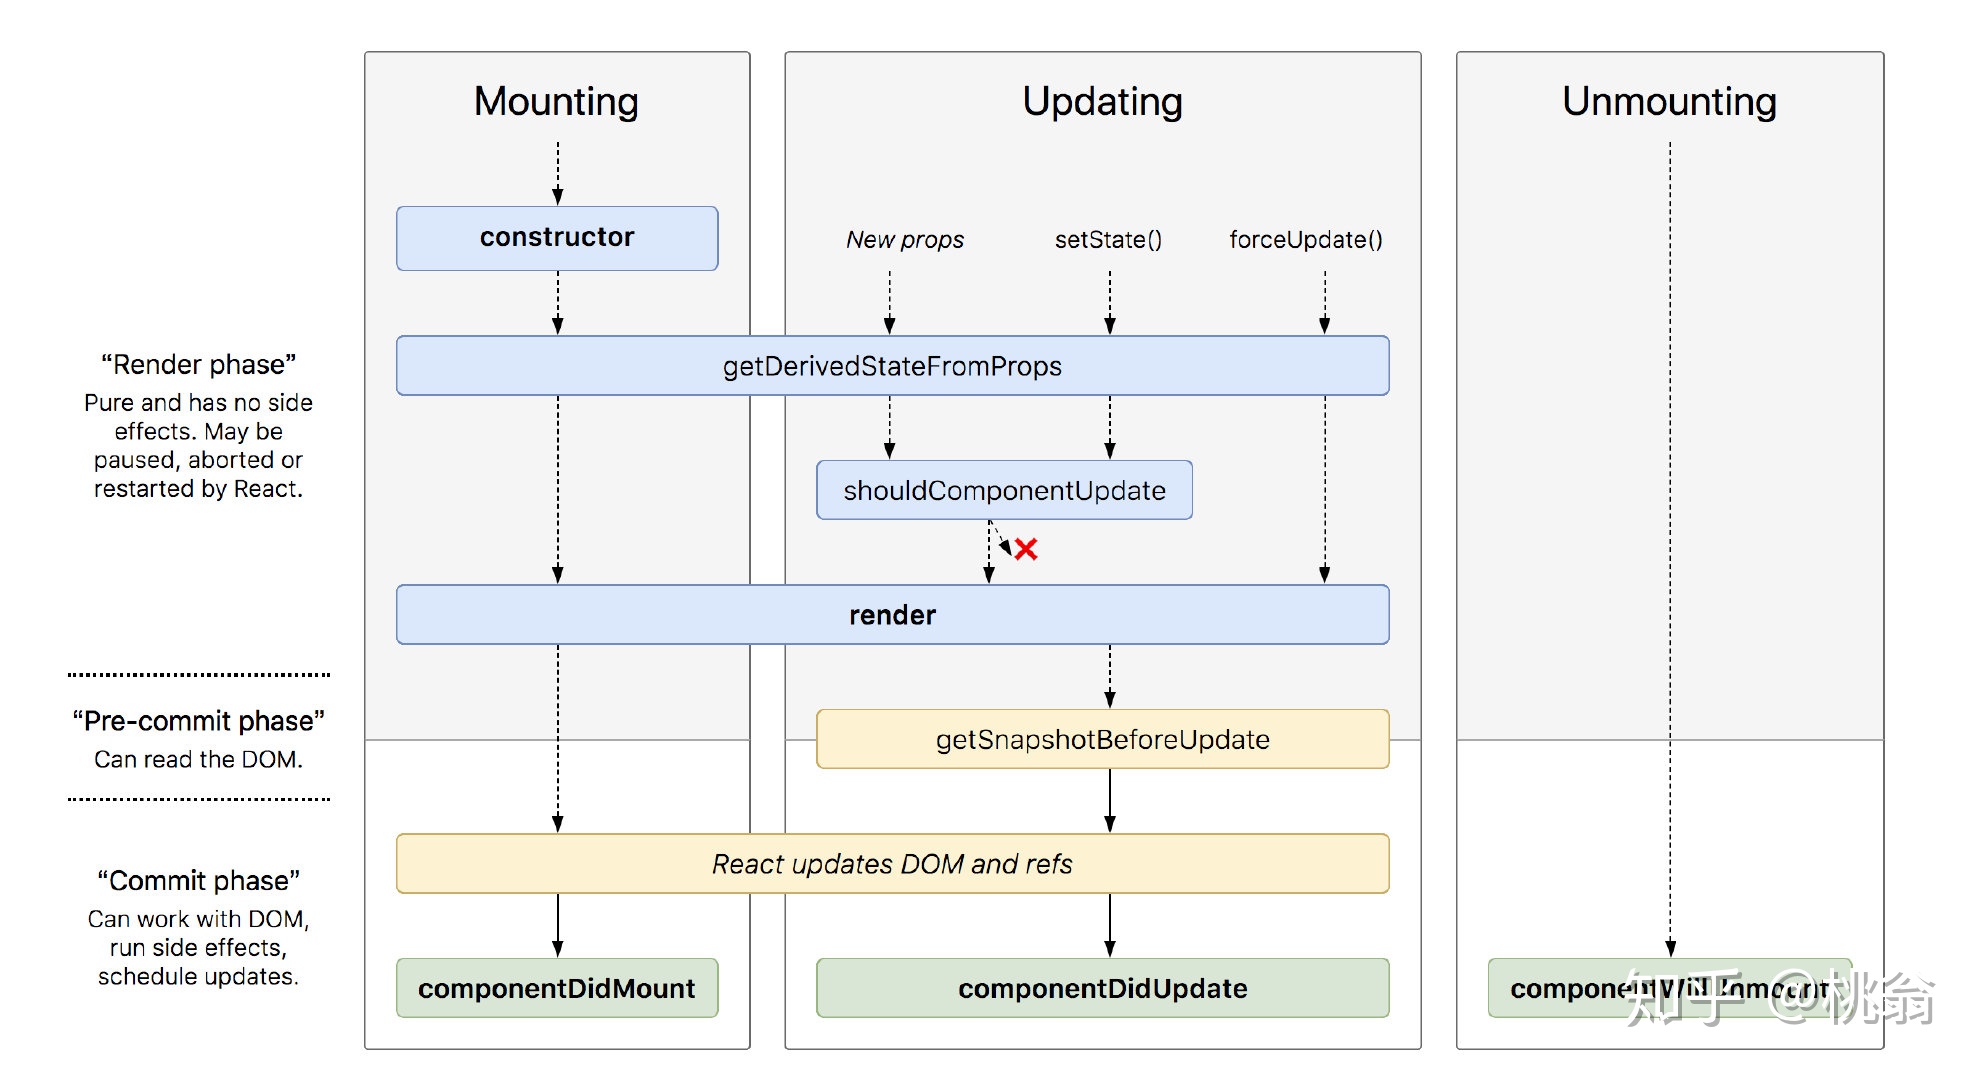 Mounting
Updating
Unmounting
constructor
New props
setState()
forceUpdate()
getDerivedStateFromProps
“Render phase”
Pure and has no side
effects. May be
paused, aborted or
restarted by React.
shouldComponentUpdate
render
“Pre-commit phase”
Can read the DOM.
getSnapshotBeforeUpdate
React updates DOM and refs
“Commit phase”
Can work with DOM,
run side effects,
schedule updates.
componentDidMount
componentDidUpdate
componentWillUnmount
知乎 @桃翁